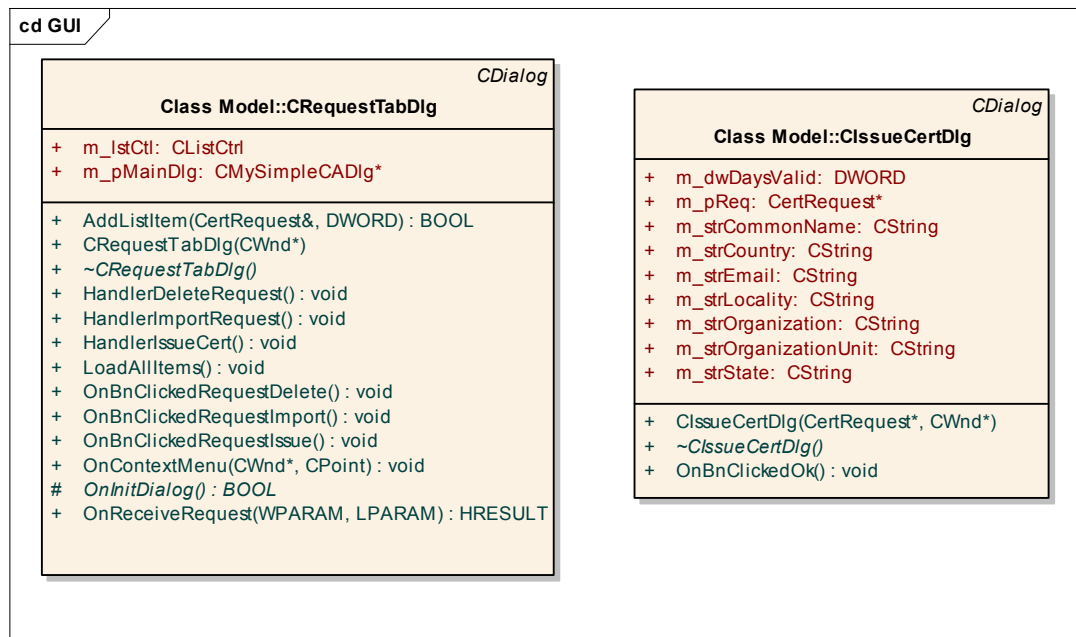 cd GUI
CDialog
Class Model::CRequestTabDlg
+ m_lstCtl: CListCtrl
+ m_pMainDlg: CMySimpleCADlg*
+ AddListItem(CertRequest&, DWORD) : BOOL
+ CRequestTabDlg(CWnd*)
+ ~CRequestTabDlg()
+ HandlerDeleteRequest() : void
+ HandlerImportRequest() : void
+ HandlerIssueCert() : void
+ LoadAllItems() : void
+ OnBnClickedRequestDelete() : void
+ OnBnClickedRequestImport() : void
+ OnBnClickedRequestIssue() : void
+ OnContextMenu(CWnd*, CPoint) : void
# OnInitDialog() : BOOL
+ OnReceiveRequest(WPARAM, LPARAM) : HRESULT
CDialog
Class Model::CIssueCertDlg
+ m_dwDaysValid: DWORD
+ m_pReq: CertRequest*
+ m_strCommonName: CString
+ m_strCountry: CString
+ m_strEmail: CString
+ m_strLocality: CString
+ m_strOrganization: CString
+ m_strOrganizationUnit: CString
+ m_strState: CString
+ CIssueCertDlg(CertRequest*, CWnd*)
+ ~CIssueCertDlg()
+ OnBnClickedOk() : void